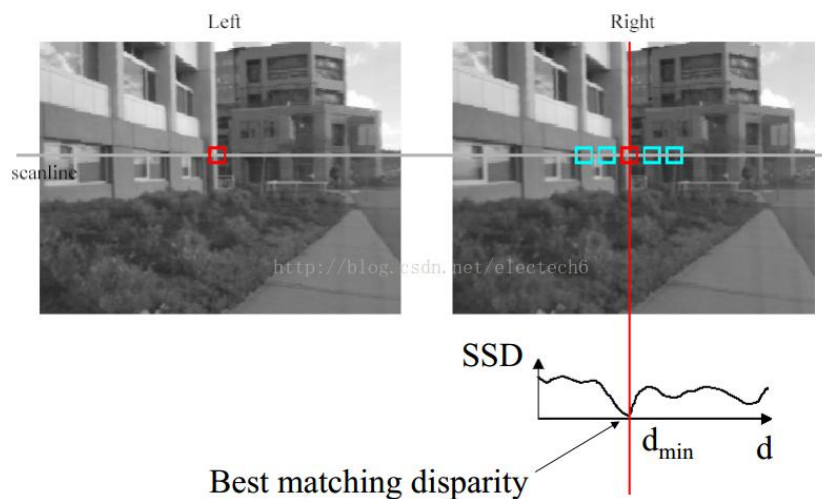 Left
Right
scanline
http://blog.csdn.net/electech6
SSD
d_min
d
Best matching disparity